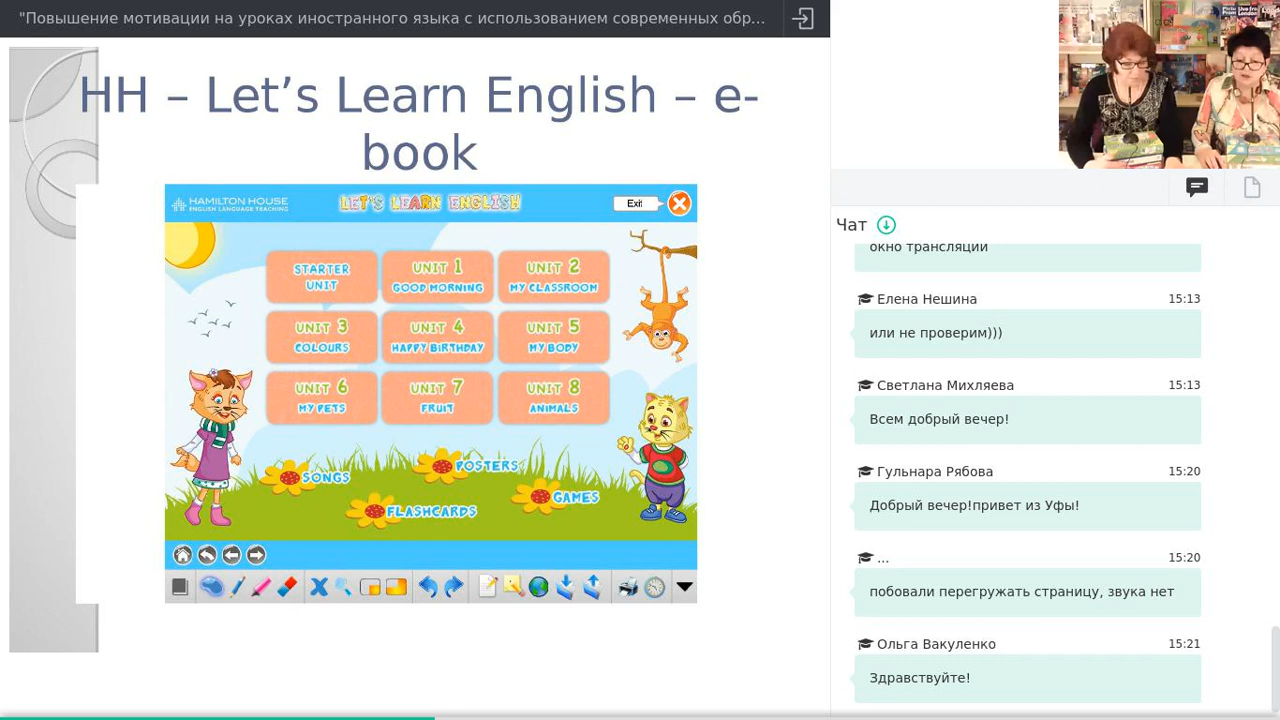 "Повышение мотивации на уроках иностранного языка с использованием современных обр...
HH – Let's Learn English – e-
book
HAMILTON HOUSE
ENGLISH LANGUAGE TEACHING
LET'S LEARN ENGLISH
Exit
STARTER
UNIT
UNIT 1
GOOD MORNING
UNIT 2
MY CLASSROOM
UNIT 3
COLOURS
UNIT 4
HAPPY BIRTHDAY
UNIT 5
MY BODY
UNIT 6
MY PETS
UNIT 7
FRUIT
UNIT 8
ANIMALS
SONGS
POSTERS
FLASHCARDS
GAMES
Чат
окно трансляции
Елена Нешина 15:13
или не проверим)))
Светлана Михляева 15:13
Всем добрый вечер!
Гульнара Рябова 15:20
Добрый вечер!привет из Уфы!
... 15:20
побовали перегружать страницу, звука нет
Ольга Вакуленко 15:21
Здравствуйте!